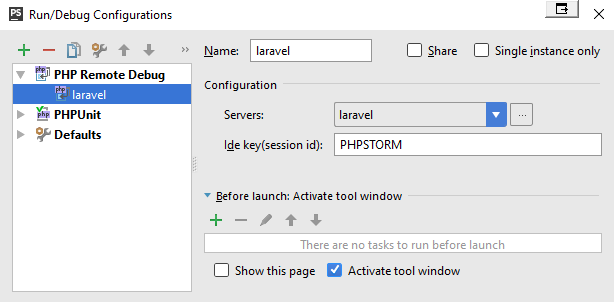 PS Run/Debug Configurations
Name: laravel
Share
Single instance only
PHP Remote Debug
laravel
PHPUnit
Defaults
Configuration
Servers: laravel ...
Ide key(session id): PHPSTORM
Before launch: Activate tool window
There are no tasks to run before launch
Show this page
Activate tool window